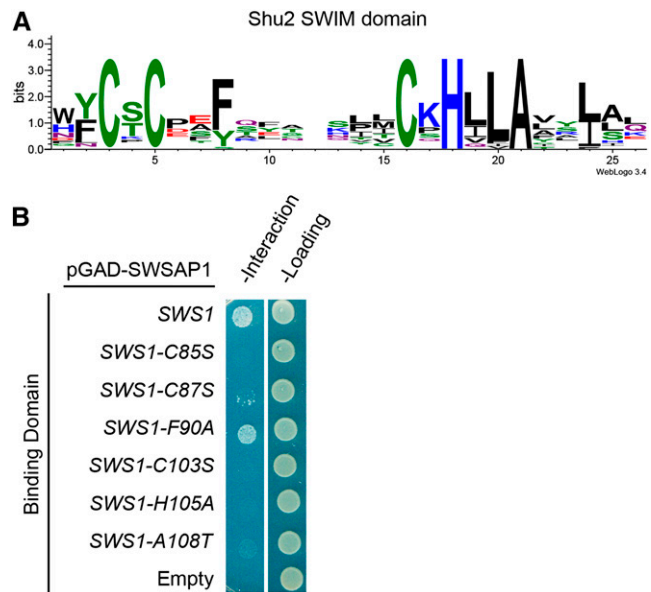 A
Shu2 SWIM domain
bits
4.0
3.0
2.0
1.0
0.0
5
10
15
20
25
WebLogo 3.4
B
pGAD-SWSAP1
-Interaction
-Loading
Binding Domain
SWS1
SWS1-C85S
SWS1-C87S
SWS1-F90A
SWS1-C103S
SWS1-H105A
SWS1-A108T
Empty